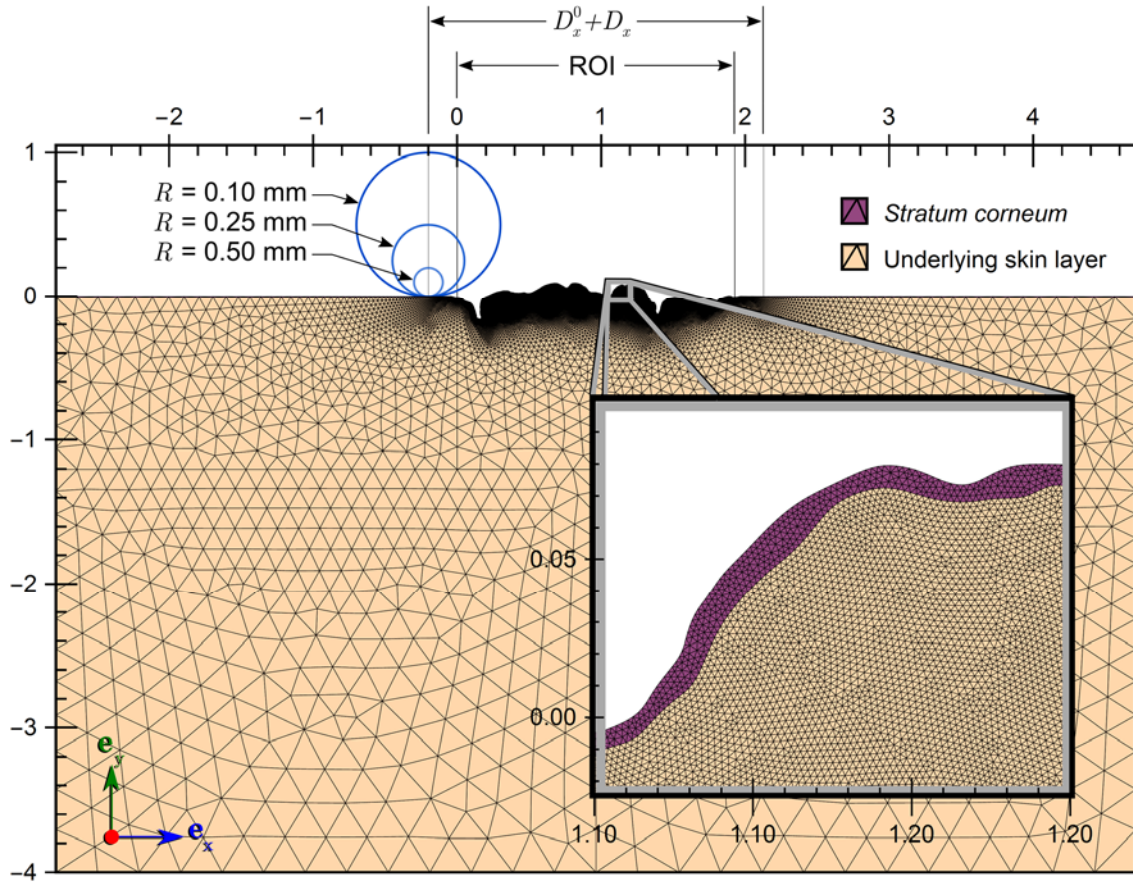 D_x^0+D_x
ROI
-2 -1 0 1 2 3 4
1
R = 0.10 mm
R = 0.25 mm
R = 0.50 mm
Stratum corneum
Underlying skin layer
0
-1
-2
-3
-4
0.05
0.00
1.10 1.10 1.20 1.20
e_y
e_x